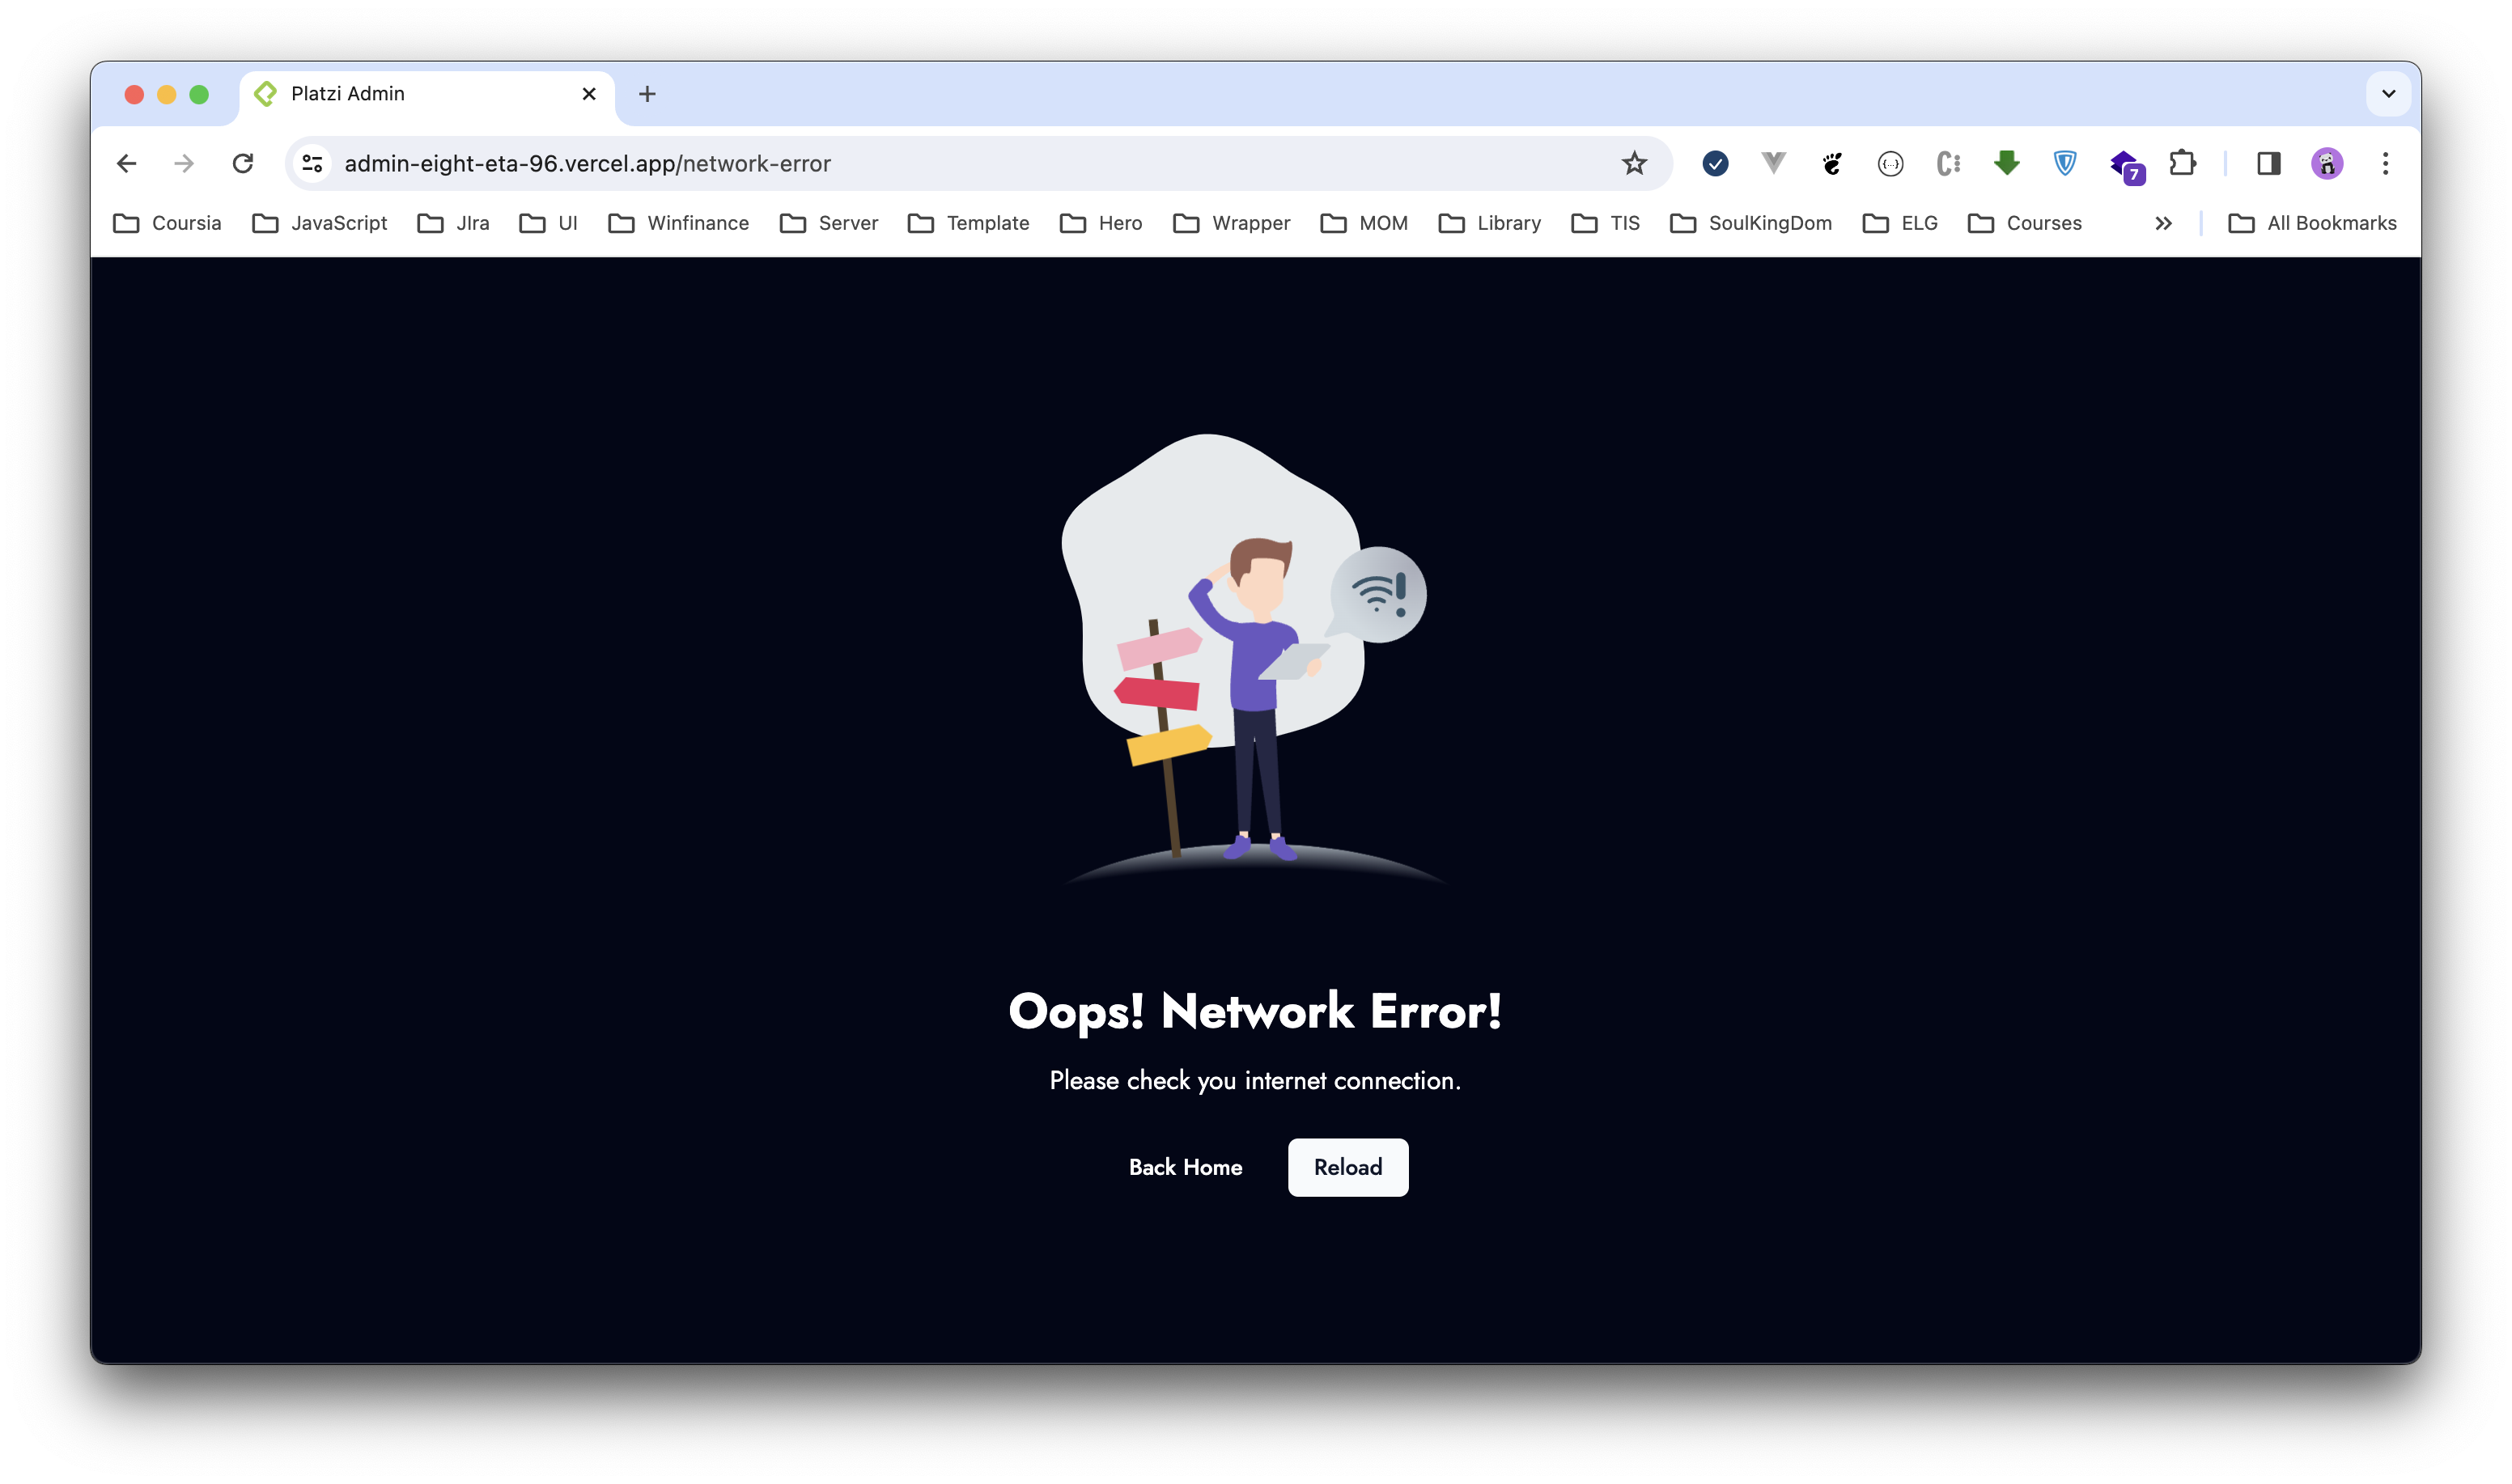 Platzi Admin
admin-eight-eta-96.vercel.app/network-error
7
Coursia JavaScript JIra UI Winfinance Server Template Hero Wrapper MOM Library TIS SoulKingDom ELG Courses All Bookmarks
Oops! Network Error!
Please check you internet connection.
Back Home Reload